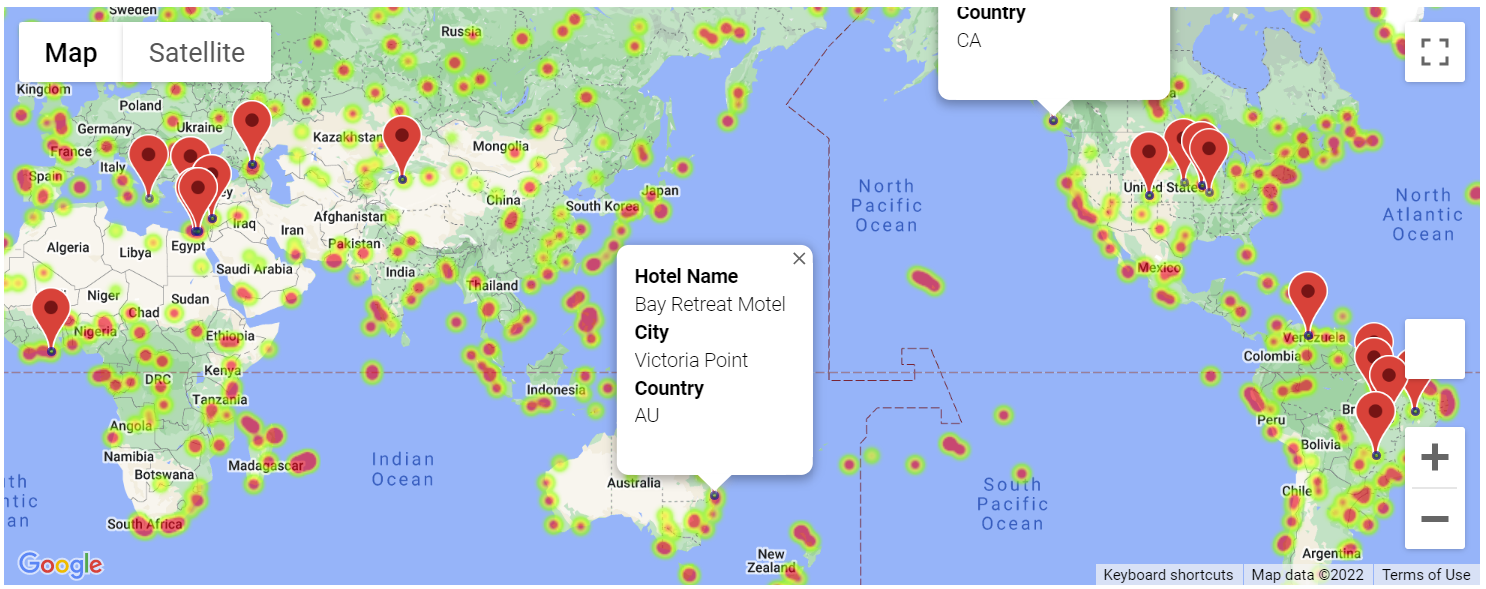 Sweden
Country
CA
Map
Satellite
Russia
Kingdom
Poland
Germany
Ukraine
Kazakhstan
Mongolia
France
Italy
Spain
United States
Japan
South Korea
China
Afghanistan
Iraq
Iran
Pakistan
Algeria
Libya
Egypt
Saudi Arabia
India
Thailand
North
Pacific
Ocean
North
Atlantic
Ocean
Mexico
Niger
Chad
Sudan
Nigeria
Ethiopia
Hotel Name
Bay Retreat Motel
City
Victoria Point
Country
AU
Venezuela
Colombia
DRC
Kenya
Tanzania
Indonesia
Br
Peru
Bolivia
Angola
Namibia
Botswana
Madagascar
Indian
Ocean
Australia
South
Pacific
Ocean
Chile
South Africa
New
Zealand
Argentina
Google
Keyboard shortcuts
Map data ©2022
Terms of Use